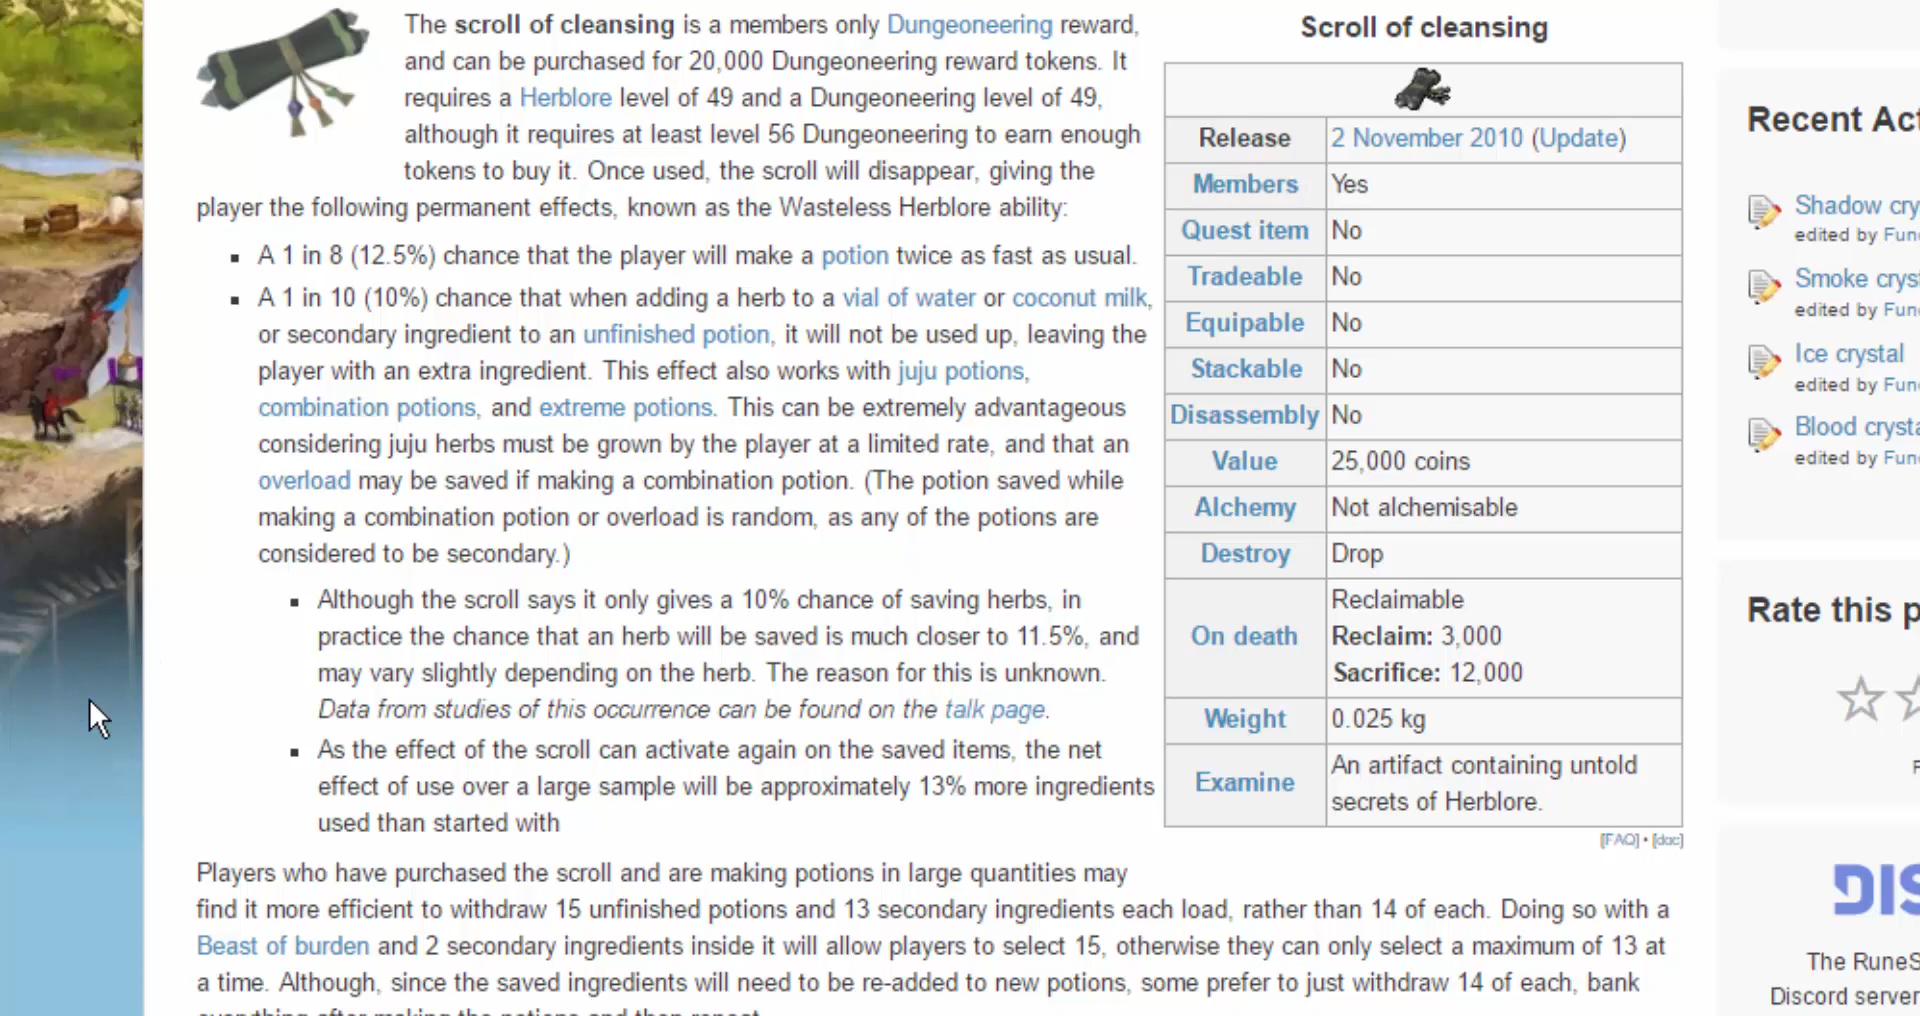 The scroll of cleansing is a members only Dungeoneering reward,
and can be purchased for 20,000 Dungeoneering reward tokens. It
requires a Herblore level of 49 and a Dungeoneering level of 49,
although it requires at least level 56 Dungeoneering to earn enough
tokens to buy it. Once used, the scroll will disappear, giving the
player the following permanent effects, known as the Wasteless Herblore ability:
▪ A 1 in 8 (12.5%) chance that the player will make a potion twice as fast as usual.
▪ A 1 in 10 (10%) chance that when adding a herb to a vial of water or coconut milk,
or secondary ingredient to an unfinished potion, it will not be used up, leaving the
player with an extra ingredient. This effect also works with juju potions,
combination potions, and extreme potions. This can be extremely advantageous
considering juju herbs must be grown by the player at a limited rate, and that an
overload may be saved if making a combination potion. (The potion saved while
making a combination potion or overload is random, as any of the potions are
considered to be secondary.)
▪ Although the scroll says it only gives a 10% chance of saving herbs, in
practice the chance that an herb will be saved is much closer to 11.5%, and
may vary slightly depending on the herb. The reason for this is unknown.
Data from studies of this occurrence can be found on the talk page.
▪ As the effect of the scroll can activate again on the saved items, the net
effect of use over a large sample will be approximately 13% more ingredients
used than started with
Players who have purchased the scroll and are making potions in large quantities may
find it more efficient to withdraw 15 unfinished potions and 13 secondary ingredients each load, rather than 14 of each. Doing so with a
Beast of burden and 2 secondary ingredients inside it will allow players to select 15, otherwise they can only select a maximum of 13 at
a time. Although, since the saved ingredients will need to be re-added to new potions, some prefer to just withdraw 14 of each, bank
everything after making the potions and then repeat.
Scroll of cleansing
Release 2 November 2010 (Update)
Members Yes
Quest item No
Tradeable No
Equipable No
Stackable No
Disassembly No
Value 25,000 coins
Alchemy Not alchemisable
Destroy Drop
On death Reclaimable
Reclaim: 3,000
Sacrifice: 12,000
Weight 0.025 kg
Examine An artifact containing untold
secrets of Herblore.
[FAQ] • [doc]
Recent Act
Shadow cry
edited by Fun
Smoke crys
edited by Fun
Ice crystal
edited by Fun
Blood crysta
edited by Fun
Rate this p
DIS
The RuneS
Discord server